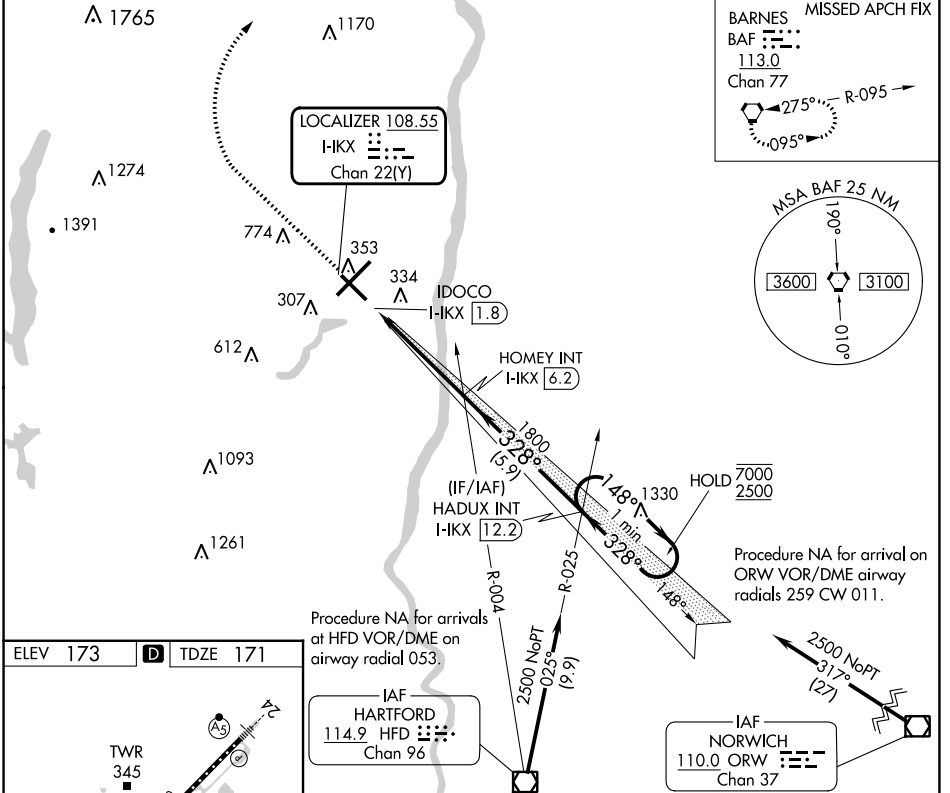 1765
1170
BARNES
MISSED APCH FIX
BAF
113.0
Chan 77
275°
R-095
095°
LOCALIZER 108.55
I-IKX
Chan 22(Y)
1274
1391
774
353
334
307
612
IDOCO
I-IKX 1.8
MSA BAF 25 NM
190°
3600
3100
010°
HOMEY INT
I-IKX 6.2
1800
328°
(5.9)
1093
(IF/IAF)
HADUX INT
I-IKX 12.2
148°
1330
HOLD 7000
2500
1 min
328°
148°
1261
R-004
R-025
Procedure NA for arrival on
ORW VOR/DME airway
radials 259 CW 011.
Procedure NA for arrivals
at HFD VOR/DME on
airway radial 053.
2500 NoPT
025°
(9.9)
2500 NoPT
317°
(27)
ELEV 173
D
TDZE 171
IAF
HARTFORD
114.9 HFD
Chan 96
IAF
NORWICH
110.0 ORW
Chan 37
24
A5
TWR
345